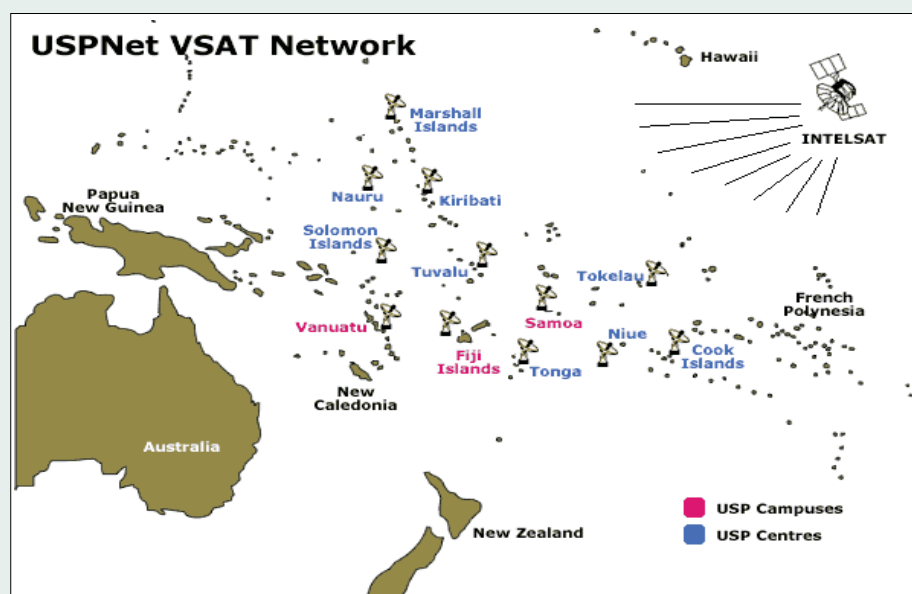 USPNet VSAT Network
Hawaii
INTELSAT
Marshall
Islands
Nauru
Kiribati
Papua
New Guinea
Solomon
Islands
Tuvalu
Tokelau
French
Polynesia
Vanuatu
Samoa
Fiji
Islands
Niue
Tonga
Cook
Islands
New
Caledonia
Australia
New Zealand
USP Campuses
USP Centres